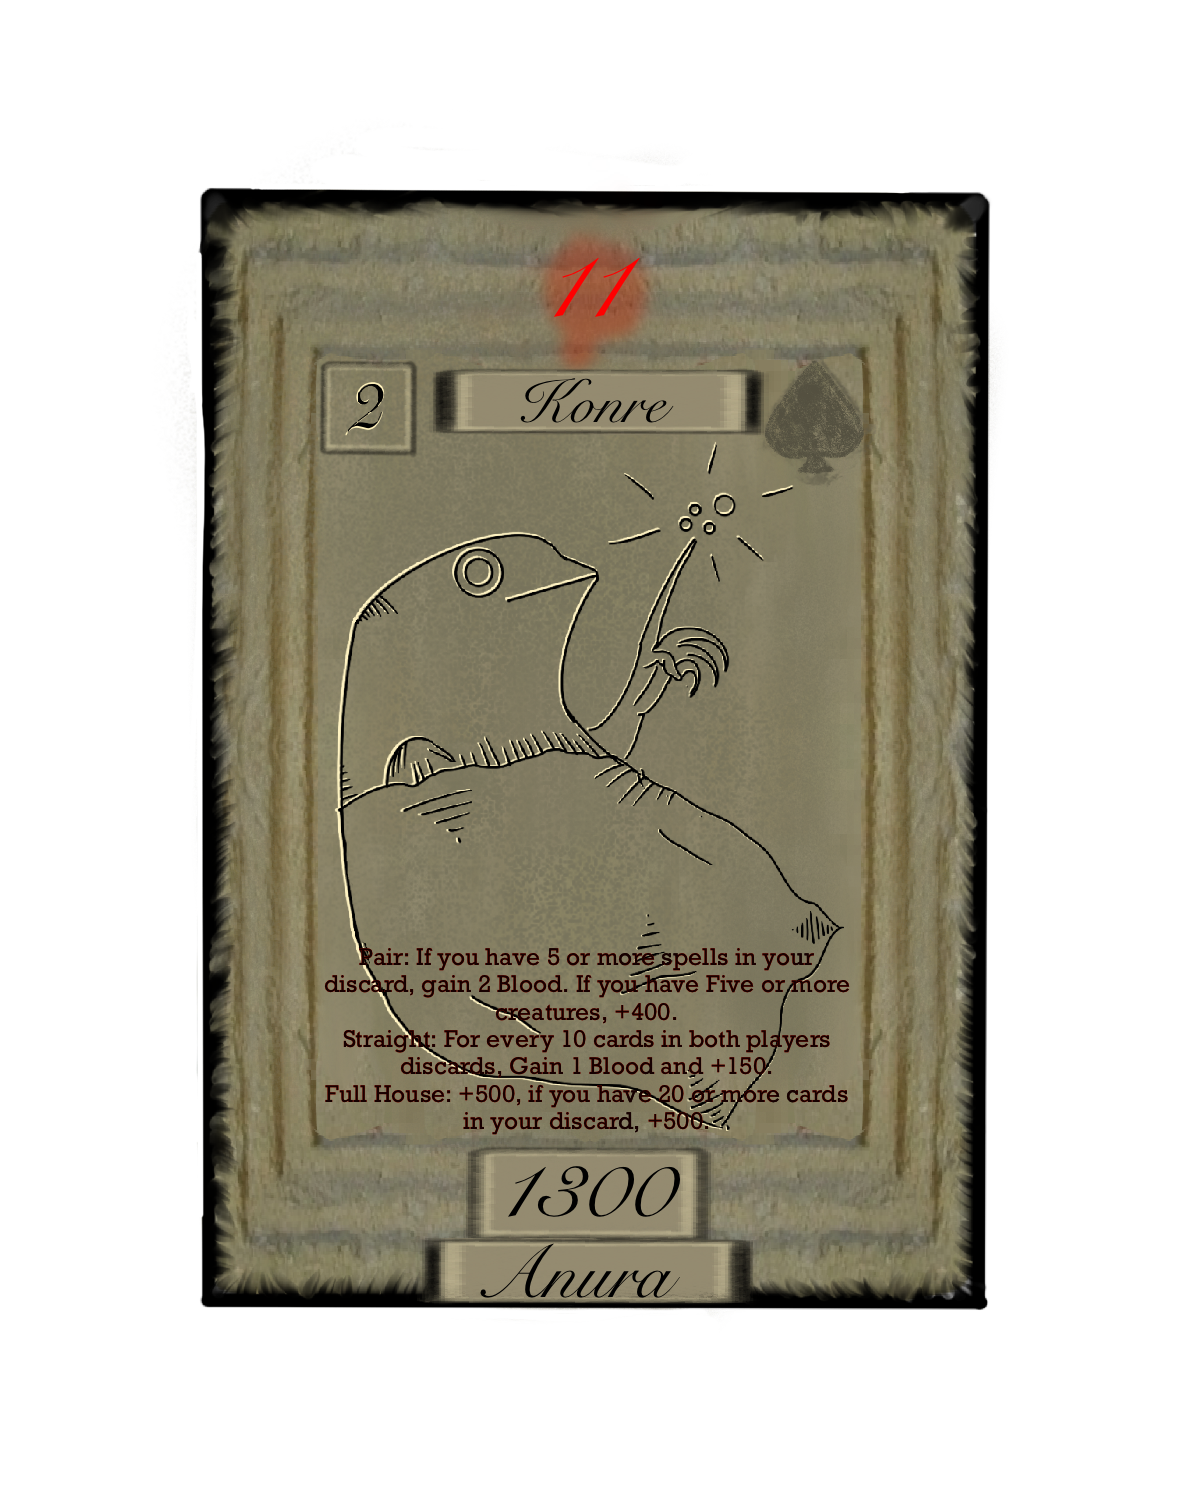 11
2
Konre
Pair: If you have 5 or more spells in your
discard, gain 2 Blood. If you have Five or more
creatures, +400.
Straight: For every 10 cards in both players
discards, Gain 1 Blood and +150.
Full House: +500, if you have 20 or more cards
in your discard, +500.
1300
Anura